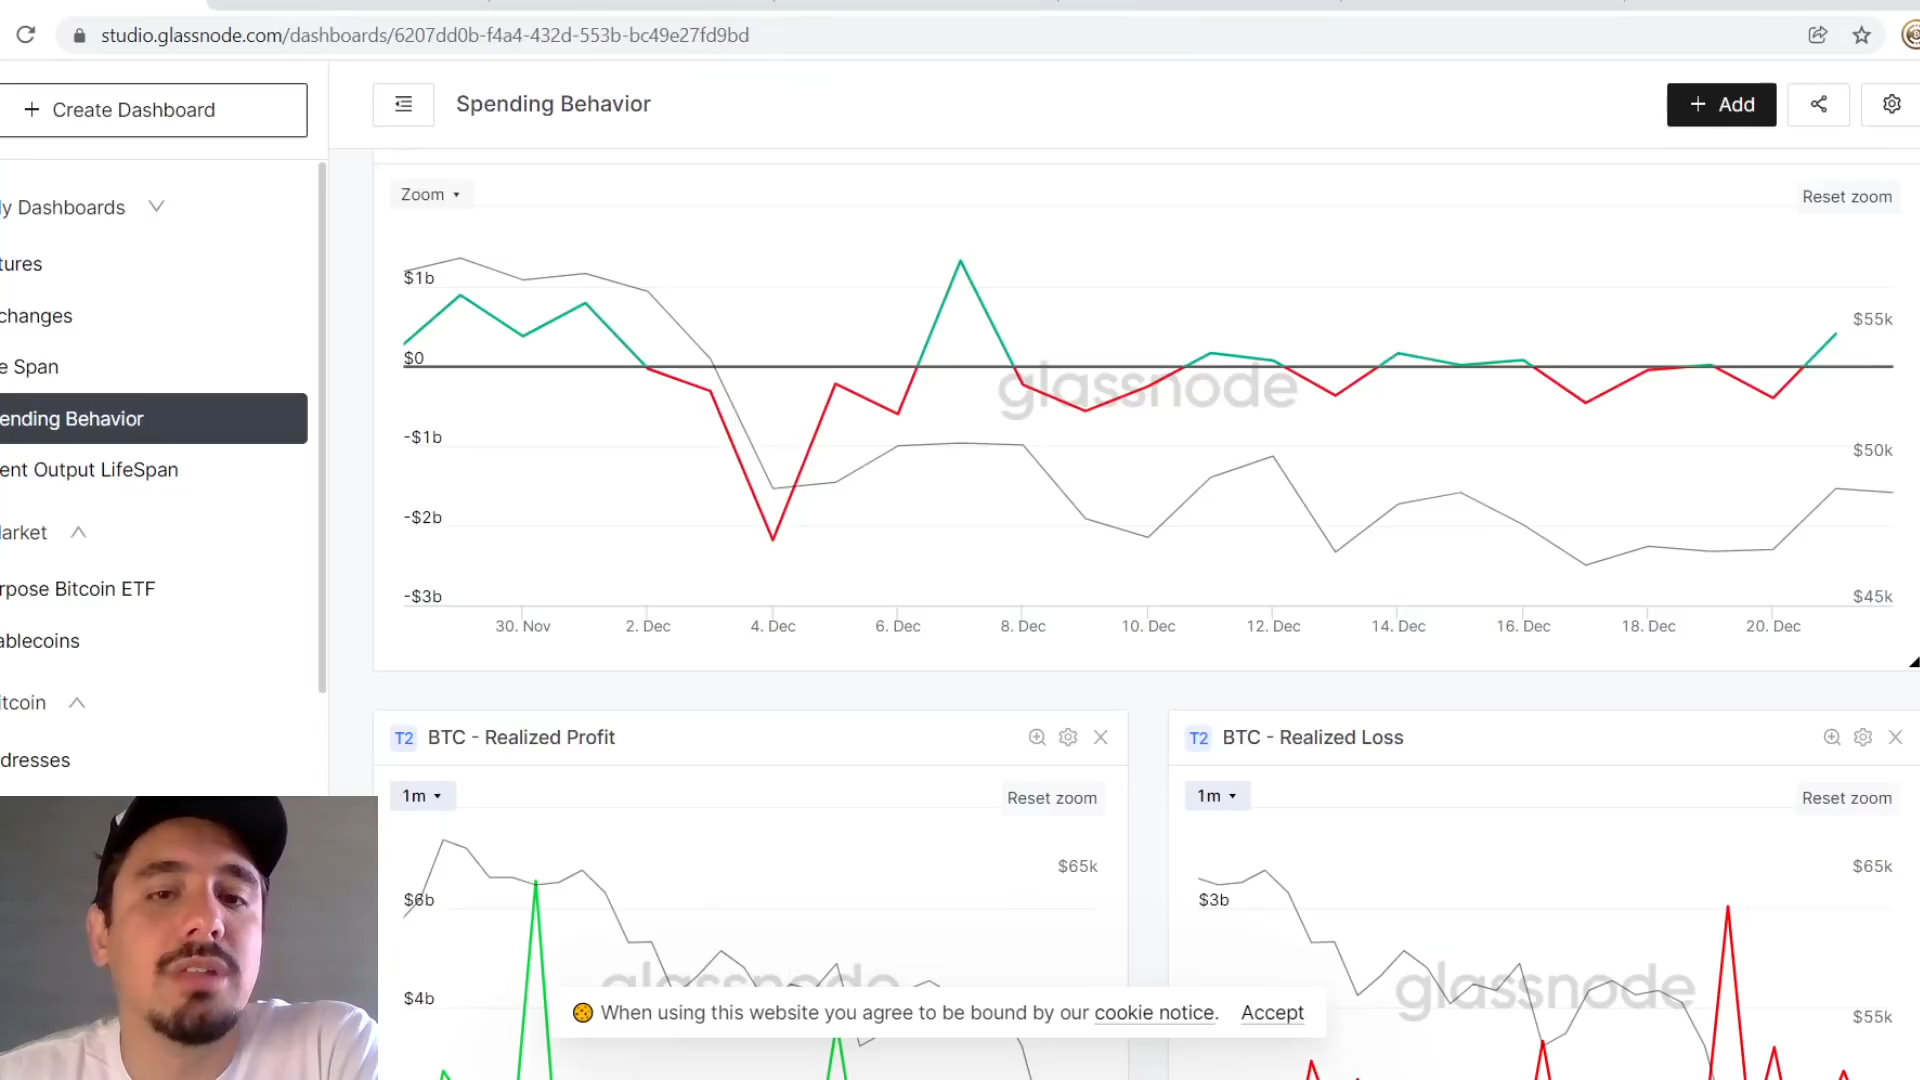 studio.glassnode.com/dashboards/6207dd0b-f4a4-432d-553b-bc49e27fd9bd
+ Create Dashboard
Spending Behavior
+ Add
y Dashboards
tures
changes
e Span
ending Behavior
ent Output LifeSpan
arket
rpose Bitcoin ETF
ablecoins
itcoin
dresses
Zoom
Reset zoom
$1b
$0
-$1b
-$2b
-$3b
$55k
$50k
$45k
glassnode
30. Nov
2. Dec
4. Dec
6. Dec
8. Dec
10. Dec
12. Dec
14. Dec
16. Dec
18. Dec
20. Dec
T2 BTC - Realized Profit
1m
Reset zoom
$6b
$4b
$65k
glassnode
T2 BTC - Realized Loss
1m
Reset zoom
$3b
$65k
$55k
glassnode
When using this website you agree to be bound by our cookie notice. Accept